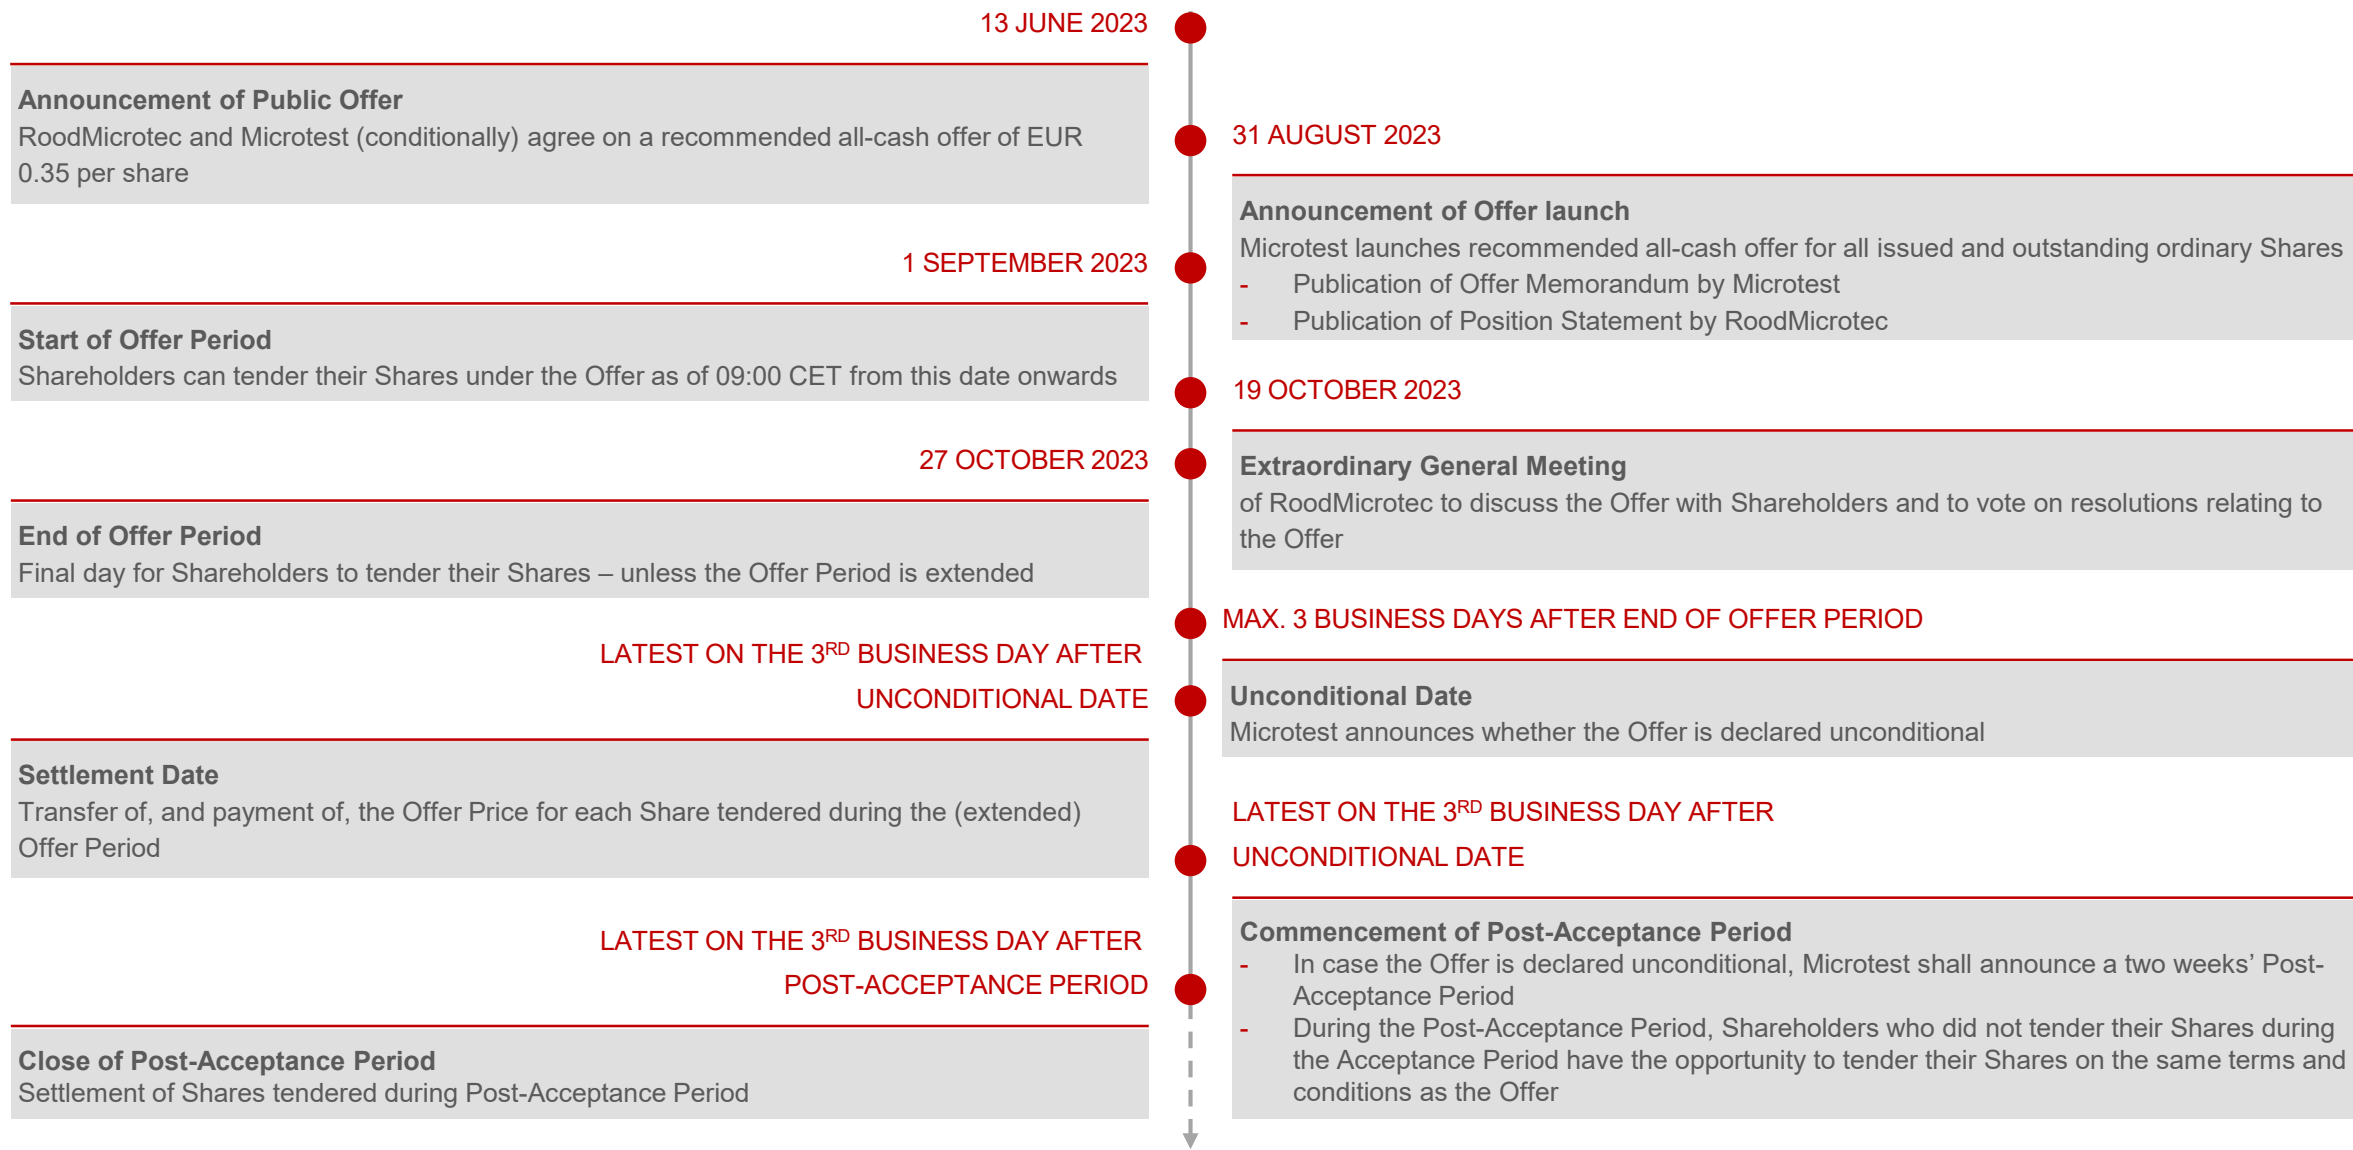 13 JUNE 2023
Announcement of Public Offer
RoodMicrotec and Microtest (conditionally) agree on a recommended all-cash offer of EUR
0.35 per share
31 AUGUST 2023
Announcement of Offer launch
Microtest launches recommended all-cash offer for all issued and outstanding ordinary Shares
- Publication of Offer Memorandum by Microtest
- Publication of Position Statement by RoodMicrotec
1 SEPTEMBER 2023
Start of Offer Period
Shareholders can tender their Shares under the Offer as of 09:00 CET from this date onwards
19 OCTOBER 2023
Extraordinary General Meeting
of RoodMicrotec to discuss the Offer with Shareholders and to vote on resolutions relating to
the Offer
27 OCTOBER 2023
End of Offer Period
Final day for Shareholders to tender their Shares – unless the Offer Period is extended
MAX. 3 BUSINESS DAYS AFTER END OF OFFER PERIOD
Unconditional Date
Microtest announces whether the Offer is declared unconditional
LATEST ON THE 3RD BUSINESS DAY AFTER
UNCONDITIONAL DATE
Settlement Date
Transfer of, and payment of, the Offer Price for each Share tendered during the (extended)
Offer Period
LATEST ON THE 3RD BUSINESS DAY AFTER
UNCONDITIONAL DATE
Commencement of Post-Acceptance Period
- In case the Offer is declared unconditional, Microtest shall announce a two weeks’ Post-
Acceptance Period
- During the Post-Acceptance Period, Shareholders who did not tender their Shares during
the Acceptance Period have the opportunity to tender their Shares on the same terms and
conditions as the Offer
LATEST ON THE 3RD BUSINESS DAY AFTER
POST-ACCEPTANCE PERIOD
Close of Post-Acceptance Period
Settlement of Shares tendered during Post-Acceptance Period